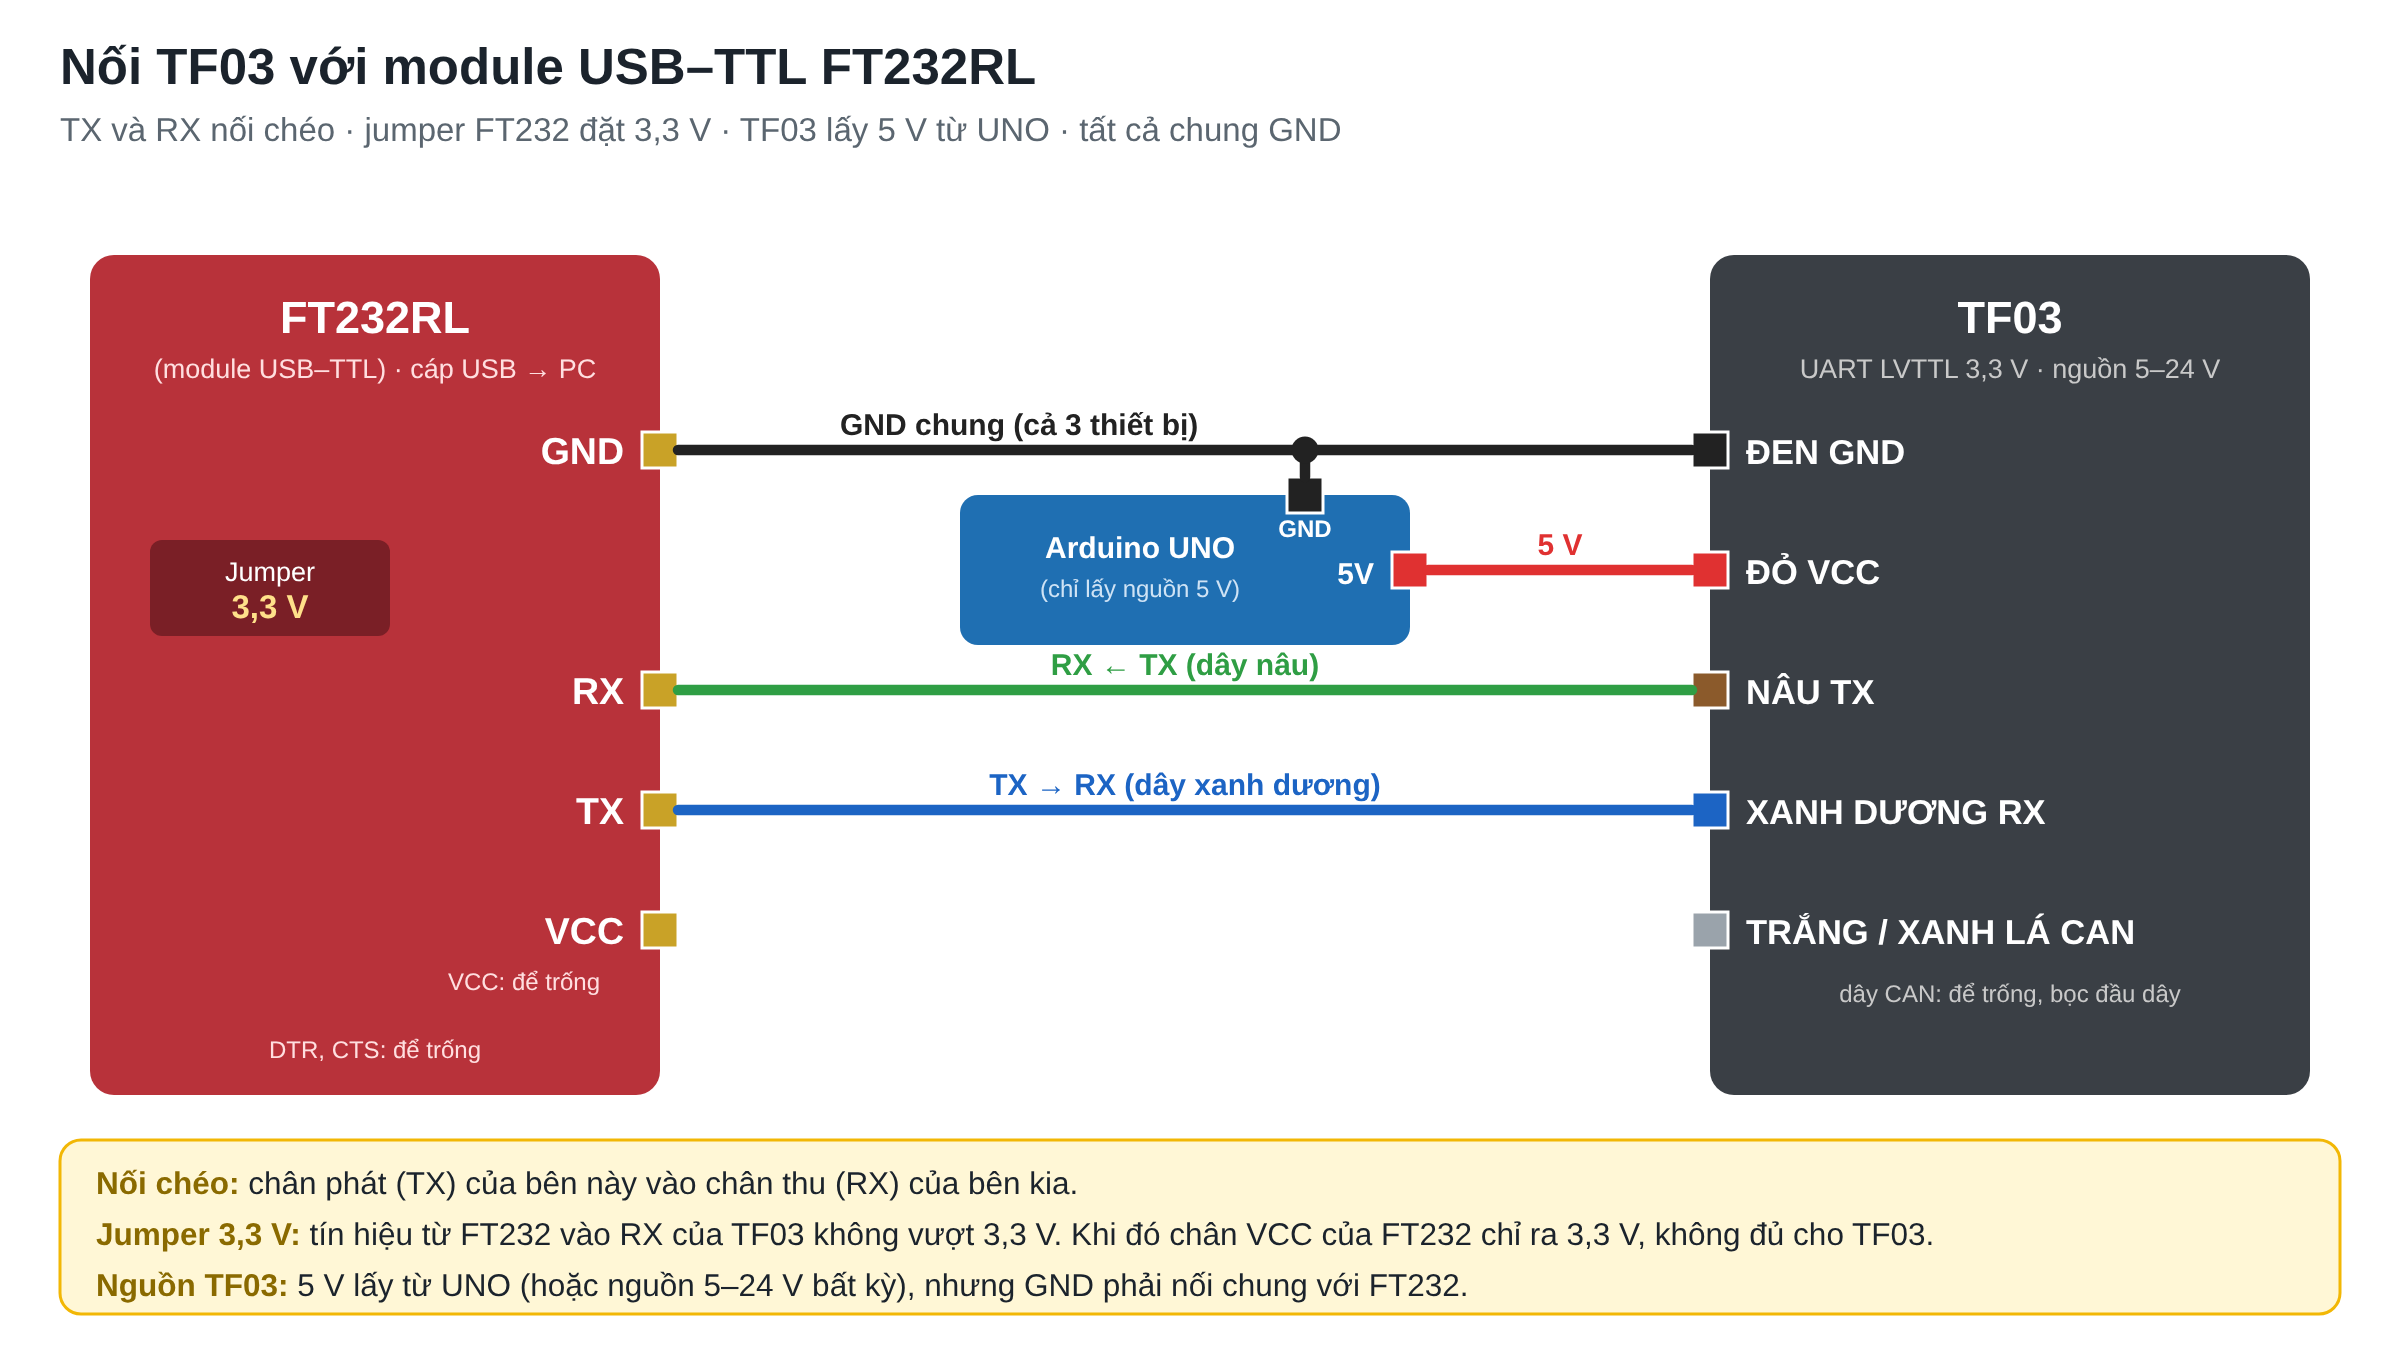 Nối TF03 với module USB–TTL FT232RL
TX và RX nối chéo · jumper FT232 đặt 3,3 V · TF03 lấy 5 V từ UNO · tất cả chung GND
FT232RL
(module USB–TTL) · cáp USB → PC
GND
Jumper
3,3 V
RX
TX
VCC
VCC: để trống
DTR, CTS: để trống
GND chung (cả 3 thiết bị)
GND
Arduino UNO
(chỉ lấy nguồn 5 V)
5V
5 V
RX ← TX (dây nâu)
TX → RX (dây xanh dương)
TF03
UART LVTTL 3,3 V · nguồn 5–24 V
ĐEN GND
ĐỎ VCC
NÂU TX
XANH DƯƠNG RX
TRẮNG / XANH LÁ CAN
dây CAN: để trống, bọc đầu dây
Nối chéo: chân phát (TX) của bên này vào chân thu (RX) của bên kia.
Jumper 3,3 V: tín hiệu từ FT232 vào RX của TF03 không vượt 3,3 V. Khi đó chân VCC của FT232 chỉ ra 3,3 V, không đủ cho TF03.
Nguồn TF03: 5 V lấy từ UNO (hoặc nguồn 5–24 V bất kỳ), nhưng GND phải nối chung với FT232.